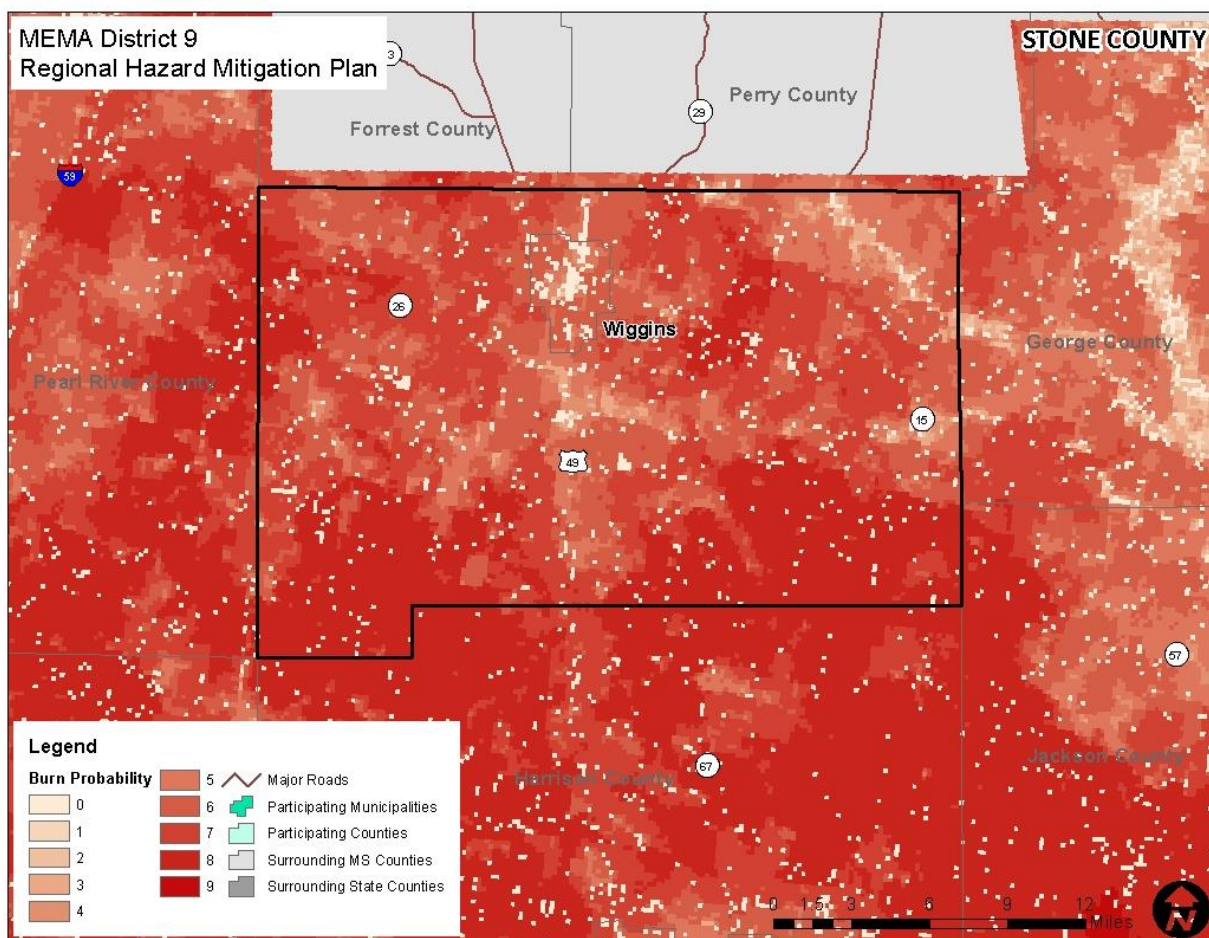 MEMA District 9
Regional Hazard Mitigation Plan
STONE COUNTY
3
Forrest County
29
Perry County
59
26
Wiggins
George County
Pearl River County
15
49
57
67
Harrison County
Jackson County
Legend
Burn Probability
0
1
2
3
4
5
6
7
8
9
Major Roads
Participating Municipalities
Participating Counties
Surrounding MS Counties
Surrounding State Counties
0 1.5 3 6 9 12
Miles
N